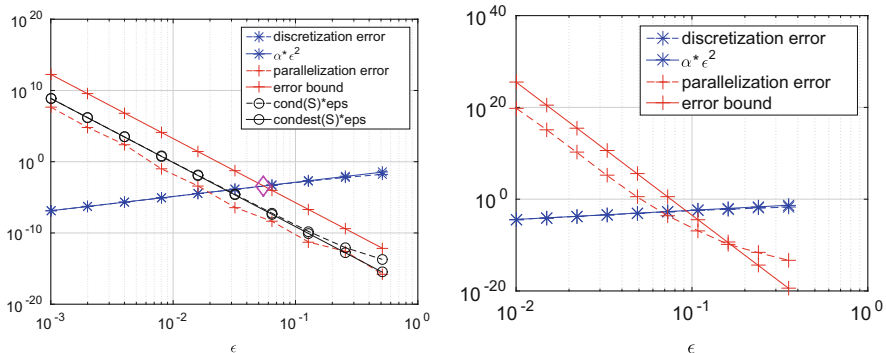 10^20
10^10
10^0
10^-10
10^-20
10^-3
10^-2
10^-1
10^0
ϵ
discretization error
α*ϵ^2
parallelization error
error bound
cond(S)*eps
condest(S)*eps
10^40
10^20
10^0
10^-20
10^-2
10^-1
10^0
ϵ
discretization error
α*ϵ^2
parallelization error
error bound